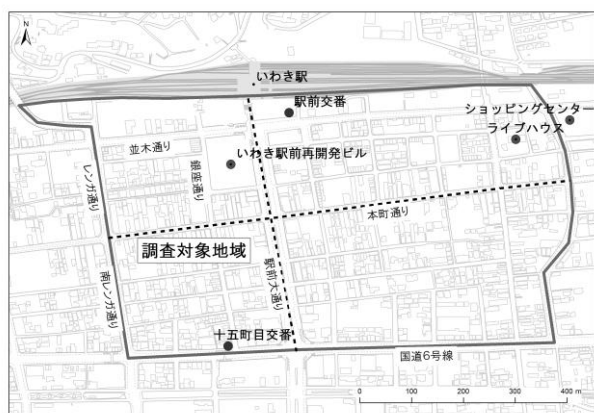 N
いわき駅
駅前交番
ショッピングセンター
ライブハウス
並木通り
いわき駅前再開発ビル
レンガ通り
銀座通り
本町通り
調査対象地域
駅前大通り
南レンガ通り
十五町目交番
国道6号線
0 100 200 300 400 m